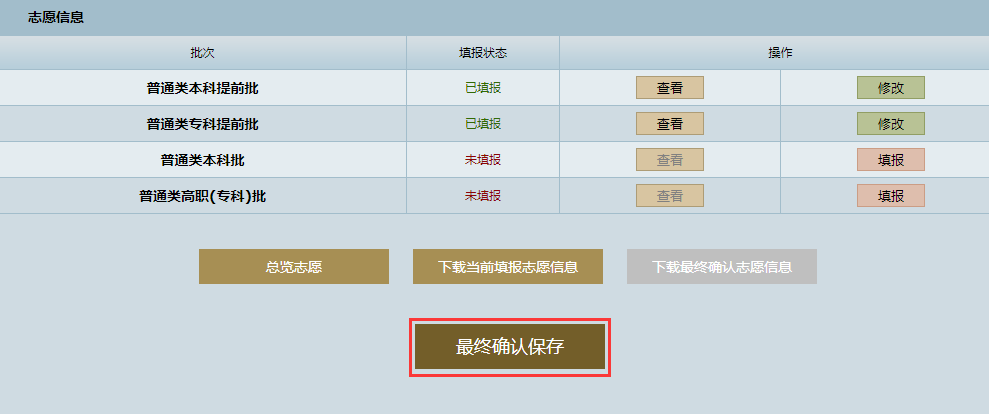 志愿信息
批次 填报状态 操作
普通类本科提前批 已填报 查看 修改
普通类专科提前批 已填报 查看 修改
普通类本科批 未填报 查看 填报
普通类高职(专科)批 未填报 查看 填报
总览志愿 下载当前填报志愿信息 下载最终确认志愿信息
最终确认保存